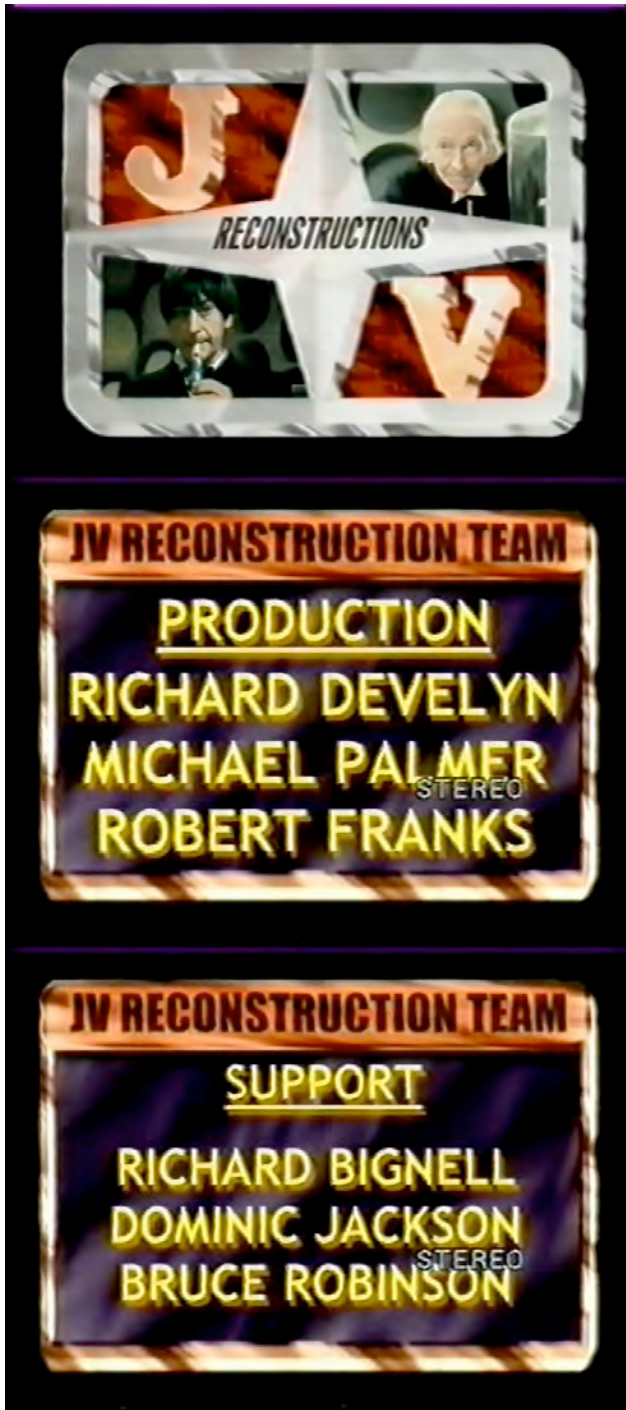 J
RECONSTRUCTIONS
V
JV RECONSTRUCTION TEAM
PRODUCTION
RICHARD DEVELYN
MICHAEL PALMER
STEREO
ROBERT FRANKS
JV RECONSTRUCTION TEAM
SUPPORT
RICHARD BIGNELL
DOMINIC JACKSON
STEREO
BRUCE ROBINSON